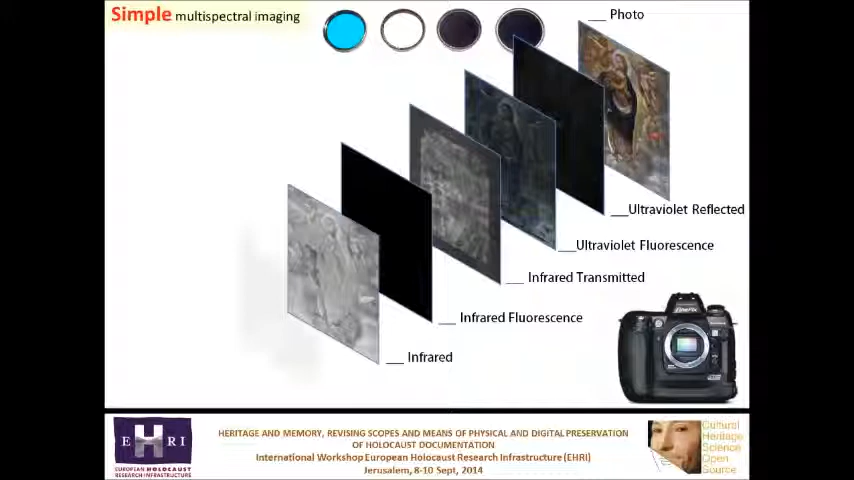 Simple multispectral imaging
___ Photo
___Ultraviolet Reflected
___Ultraviolet Fluorescence
___ Infrared Transmitted
___ Infrared Fluorescence
___ Infrared
FinePix
EHRI
EUROPEAN HOLOCAUST
RESEARCH INFRASTRUCTURE
HERITAGE AND MEMORY, REVISING SCOPES AND MEANS OF PHYSICAL AND DIGITAL PRESERVATION
OF HOLOCAUST DOCUMENTATION
International Workshop European Holocaust Research Infrastructure (EHRI)
Jerusalem, 8-10 Sept, 2014
Cultural
Heritage
Science
Open
Source